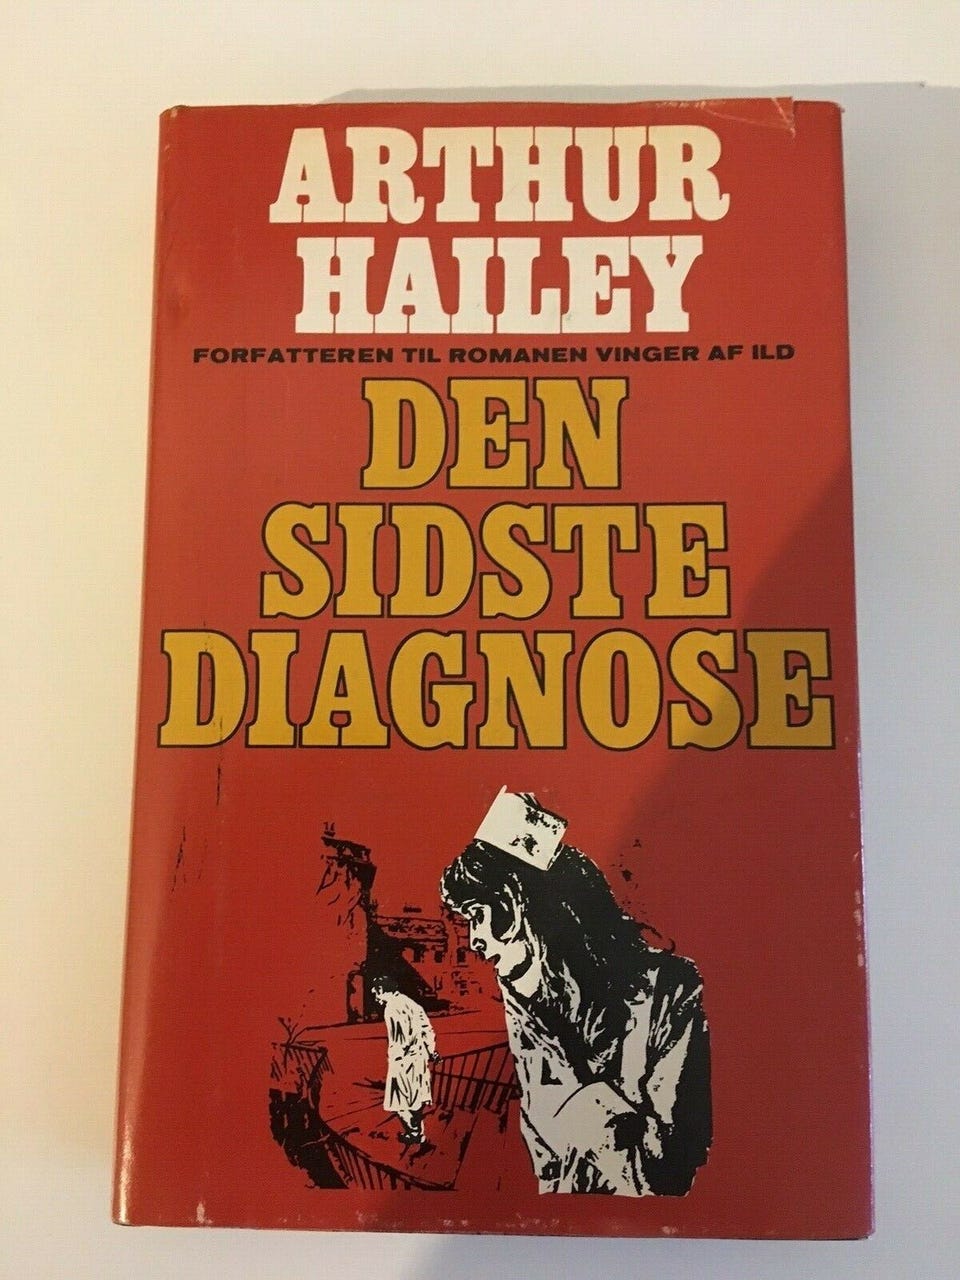 ARTHUR
HAILEY
FORFATTEREN TIL ROMANEN VINGER AF ILD
DEN
SIDSTE
DIAGNOSE